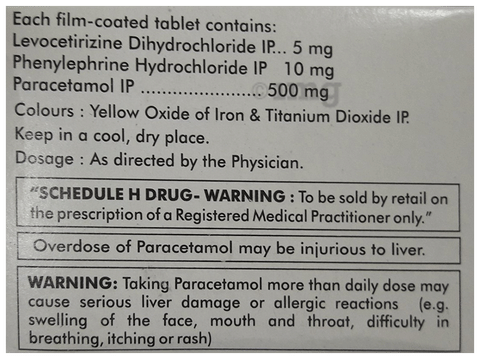 Each film-coated tablet contains:
Levocetirizine Dihydrochloride IP... 5 mg
Phenylephrine Hydrochloride IP 10 mg
Paracetamol IP ........................ 500 mg
Colours : Yellow Oxide of Iron & Titanium Dioxide IP.
Keep in a cool, dry place.
Dosage : As directed by the Physician.
"SCHEDULE H DRUG- WARNING : To be sold by retail on
the prescription of a Registered Medical Practitioner only."
Overdose of Paracetamol may be injurious to liver.
WARNING: Taking Paracetamol more than daily dose may
cause serious liver damage or allergic reactions (e.g.
swelling of the face, mouth and throat, difficulty in
breathing, itching or rash)